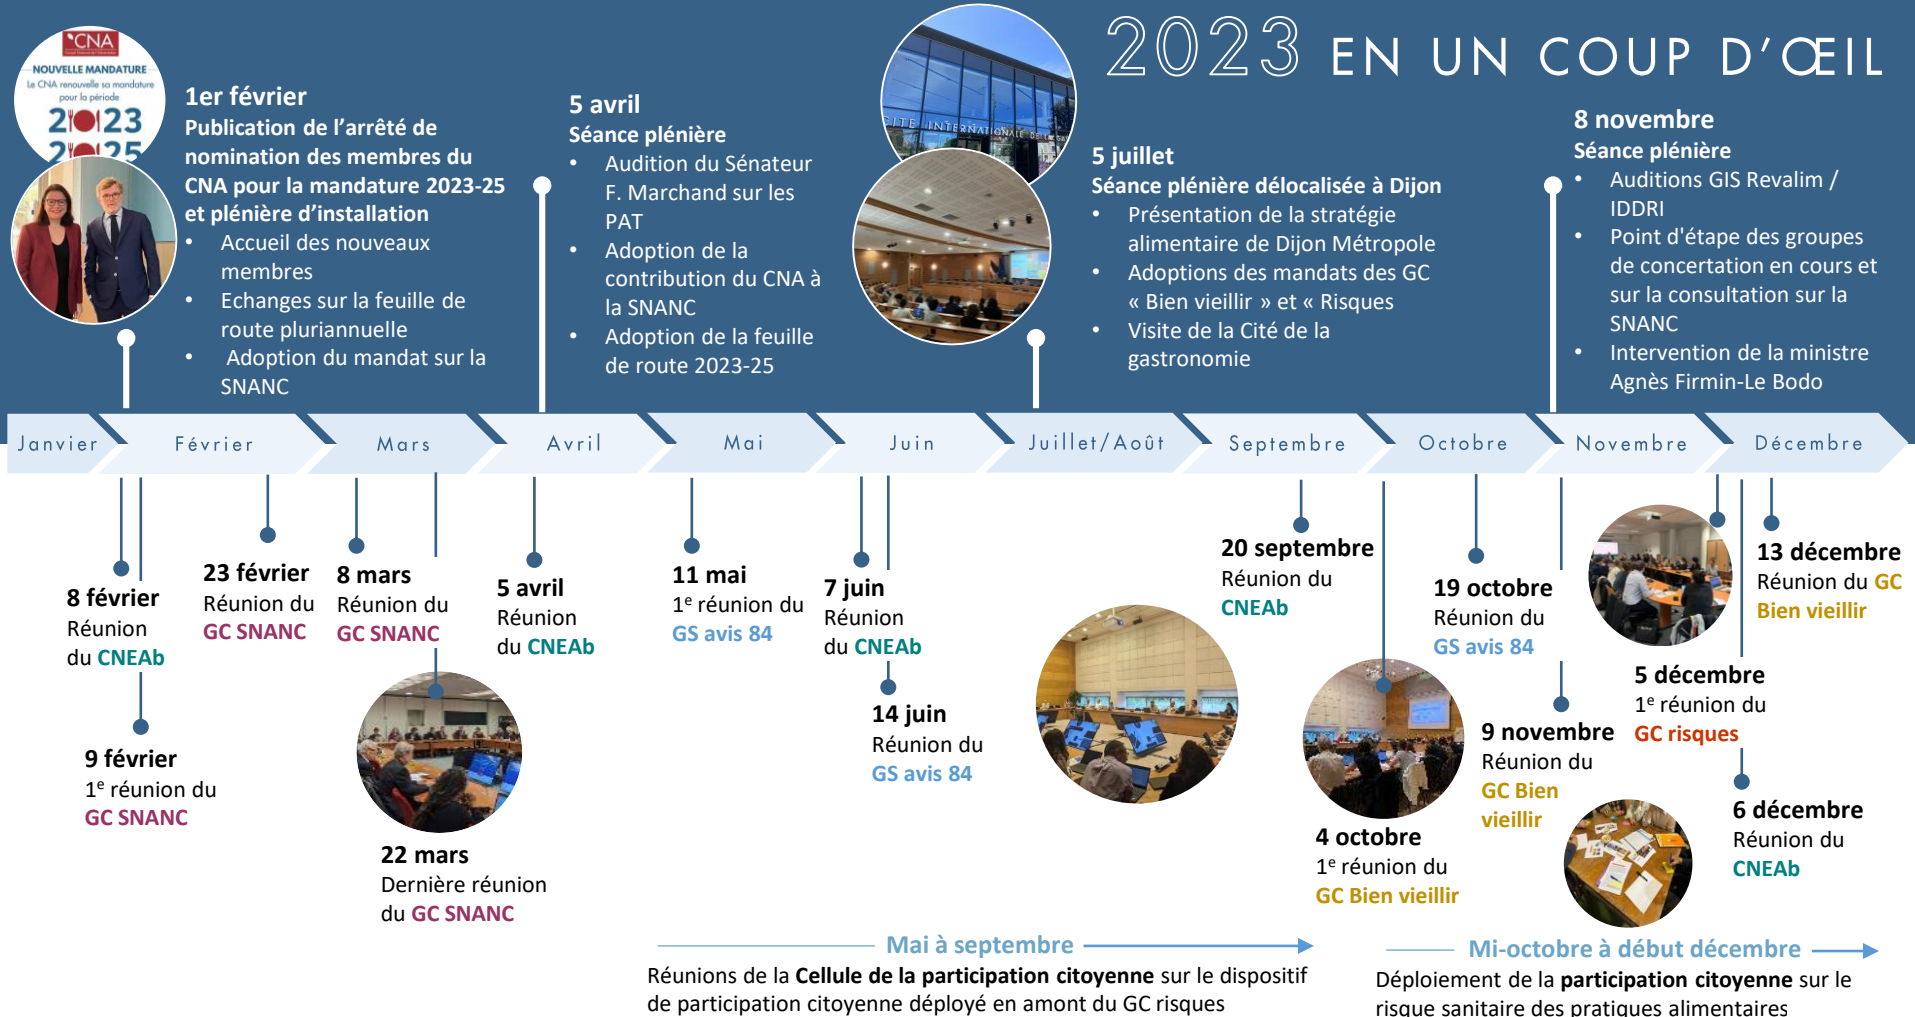 2023 EN UN COUP D'ŒIL
CNA
NOUVELLE MANDATURE
Le CNA renouvelle sa mandature
pour la période
2023
2025
1er février
Publication de l'arrêté de
nomination des membres du
CNA pour la mandature 2023-25
et plénière d'installation
• Accueil des nouveaux
membres
• Echanges sur la feuille de
route pluriannuelle
• Adoption du mandat sur la
SNANC
5 avril
Séance plénière
• Audition du Sénateur
F. Marchand sur les
PAT
• Adoption de la
contribution du CNA à
la SNANC
• Adoption de la feuille
de route 2023-25
CITE INTERNATIONALE DE LA
5 juillet
Séance plénière délocalisée à Dijon
• Présentation de la stratégie
alimentaire de Dijon Métropole
• Adoptions des mandats des GC
« Bien vieillir » et « Risques
• Visite de la Cité de la
gastronomie
8 novembre
Séance plénière
• Auditions GIS Revalim /
IDDRI
• Point d'étape des groupes
de concertation en cours et
sur la consultation sur la
SNANC
• Intervention de la ministre
Agnès Firmin-Le Bodo
Janvier
Février
Mars
Avril
Mai
Juin
Juillet/Août
Septembre
Octobre
Novembre
Décembre
8 février
Réunion
du CNEAb
9 février
1e réunion du
GC SNANC
23 février
Réunion du
GC SNANC
8 mars
Réunion du
GC SNANC
22 mars
Dernière réunion
du GC SNANC
5 avril
Réunion
du CNEAb
11 mai
1e réunion du
GS avis 84
7 juin
Réunion
du CNEAb
14 juin
Réunion du
GS avis 84
20 septembre
Réunion du
CNEAb
4 octobre
1e réunion du
GC Bien vieillir
19 octobre
Réunion du
GS avis 84
9 novembre
Réunion du
GC Bien
vieillir
5 décembre
1e réunion du
GC risques
6 décembre
Réunion du
CNEAb
13 décembre
Réunion du GC
Bien vieillir
Mai à septembre
Réunions de la Cellule de la participation citoyenne sur le dispositif
de participation citoyenne déployé en amont du GC risques
Mi-octobre à début décembre
Déploiement de la participation citoyenne sur le
risque sanitaire des pratiques alimentaires